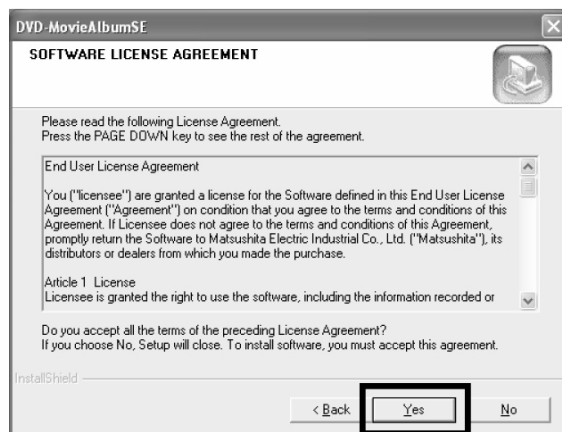 DVD-MovieAlbumSE
SOFTWARE LICENSE AGREEMENT
Please read the following License Agreement.
Press the PAGE DOWN key to see the rest of the agreement.
End User License Agreement
You ("licensee") are granted a license for the Software defined in this End User License
Agreement ("Agreement") on condition that you agree to the terms and conditions of this
Agreement. If Licensee does not agree to the terms and conditions of this Agreement,
promptly return the Software to Matsushita Electric Industrial Co., Ltd. ("Matsushita"), its
distributors or dealers from which you made the purchase.
Article 1 License
Licensee is granted the right to use the software, including the information recorded or
Do you accept all the terms of the preceding License Agreement?
If you choose No, Setup will close. To install software, you must accept this agreement.
InstallShield
< Back Yes No